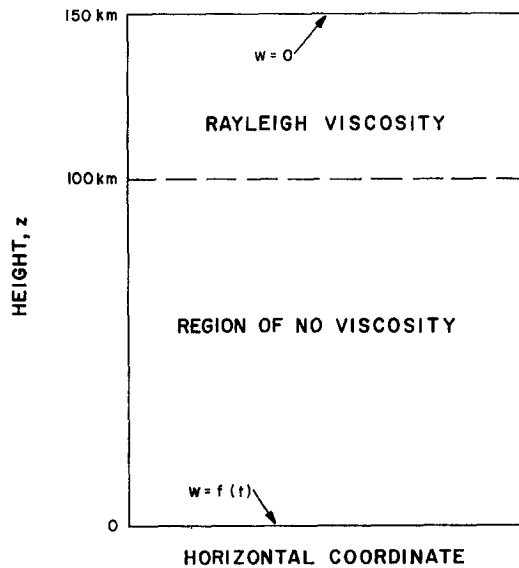 150 km
w = 0
RAYLEIGH VISCOSITY
100 km
HEIGHT, z
REGION OF NO VISCOSITY
w = f (t)
0
HORIZONTAL COORDINATE